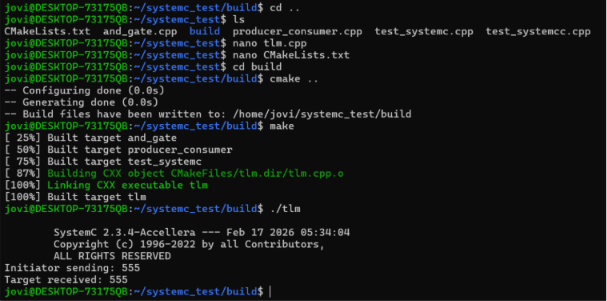 jovi@DESKTOP-73175QB:~/systemc_test/build$ cd ..
jovi@DESKTOP-73175QB:~/systemc_test$ ls
CMakeLists.txt  and_gate.cpp  build  producer_consumer.cpp  test_systemc.cpp  test_systemcc.cpp
jovi@DESKTOP-73175QB:~/systemc_test$ nano tlm.cpp
jovi@DESKTOP-73175QB:~/systemc_test$ nano CMakeLists.txt
jovi@DESKTOP-73175QB:~/systemc_test$ cd build
jovi@DESKTOP-73175QB:~/systemc_test/build$ cmake ..
-- Configuring done (0.0s)
-- Generating done (0.0s)
-- Build files have been written to: /home/jovi/systemc_test/build
jovi@DESKTOP-73175QB:~/systemc_test/build$ make
[ 25%] Built target and_gate
[ 50%] Built target producer_consumer
[ 75%] Built target test_systemc
[ 87%] Building CXX object CMakeFiles/tlm.dir/tlm.cpp.o
[100%] Linking CXX executable tlm
[100%] Built target tlm
jovi@DESKTOP-73175QB:~/systemc_test/build$ ./tlm
SystemC 2.3.4-Accellera --- Feb 17 2026 05:34:04
Copyright (c) 1996-2022 by all Contributors,
ALL RIGHTS RESERVED
Initiator sending: 555
Target received: 555
jovi@DESKTOP-73175QB:~/systemc_test/build$